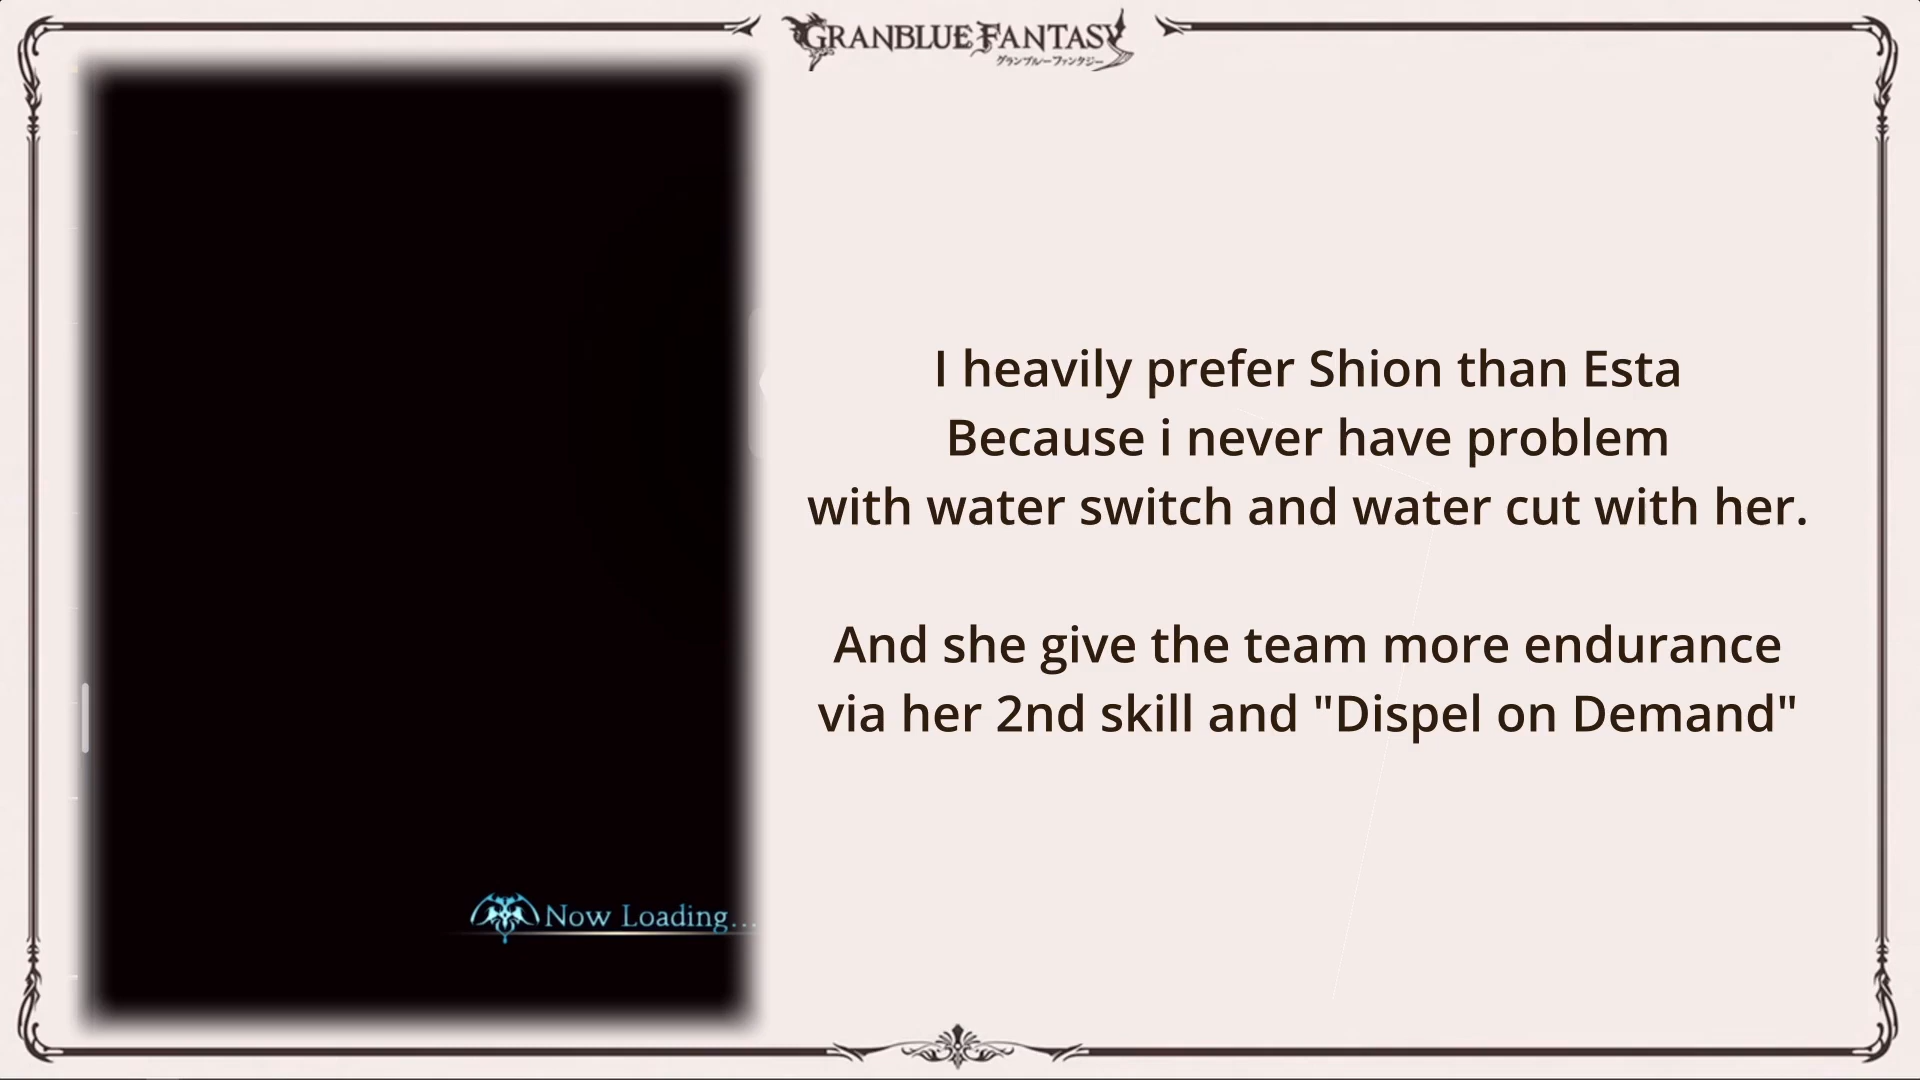 GRANBLUE FANTASY
グランブルーファンタジー
I heavily prefer Shion than Esta
Because i never have problem
with water switch and water cut with her.
And she give the team more endurance
via her 2nd skill and "Dispel on Demand"
Now Loading...